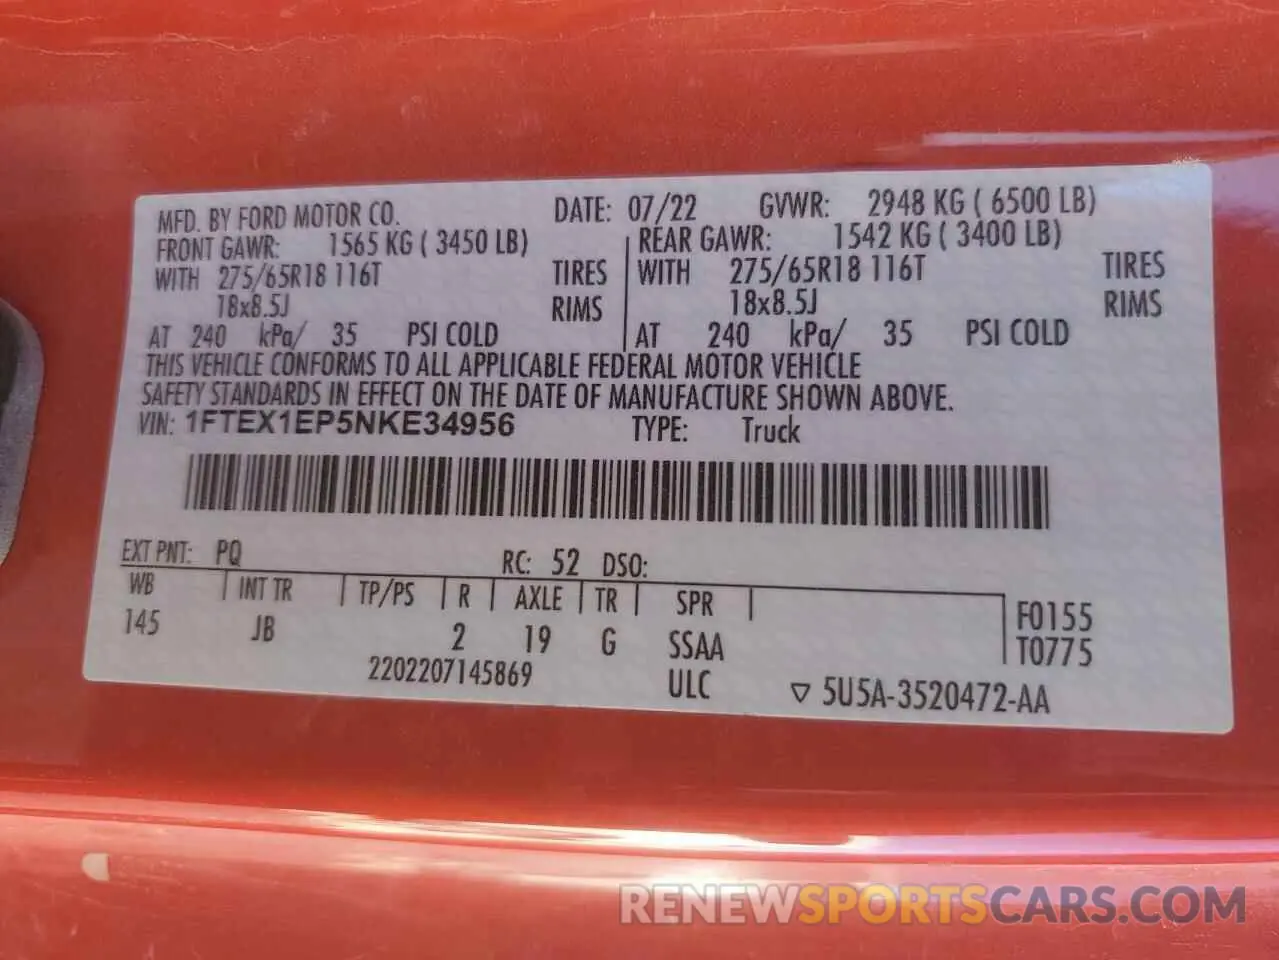 MFD. BY FORD MOTOR CO. DATE: 07/22 GVWR: 2948 KG ( 6500 LB)
FRONT GAWR: 1565 KG ( 3450 LB) REAR GAWR: 1542 KG ( 3400 LB)
WITH 275/65R18 116T TIRES WITH 275/65R18 116T TIRES
18x8.5J RIMS 18x8.5J RIMS
AT 240 kPa/ 35 PSI COLD AT 240 kPa/ 35 PSI COLD
THIS VEHICLE CONFORMS TO ALL APPLICABLE FEDERAL MOTOR VEHICLE
SAFETY STANDARDS IN EFFECT ON THE DATE OF MANUFACTURE SHOWN ABOVE.
VIN: 1FTEX1EP5NKE34956 TYPE: Truck
EXT PNT: PQ RC: 52 DSO:
WB INT TR TP/PS R AXLE TR SPR F0155
145 JB 2 19 G SSAA T0775
2202207145869 ULC ▽ 5U5A-3520472-AA
RENEWSPORTSCARS.COM